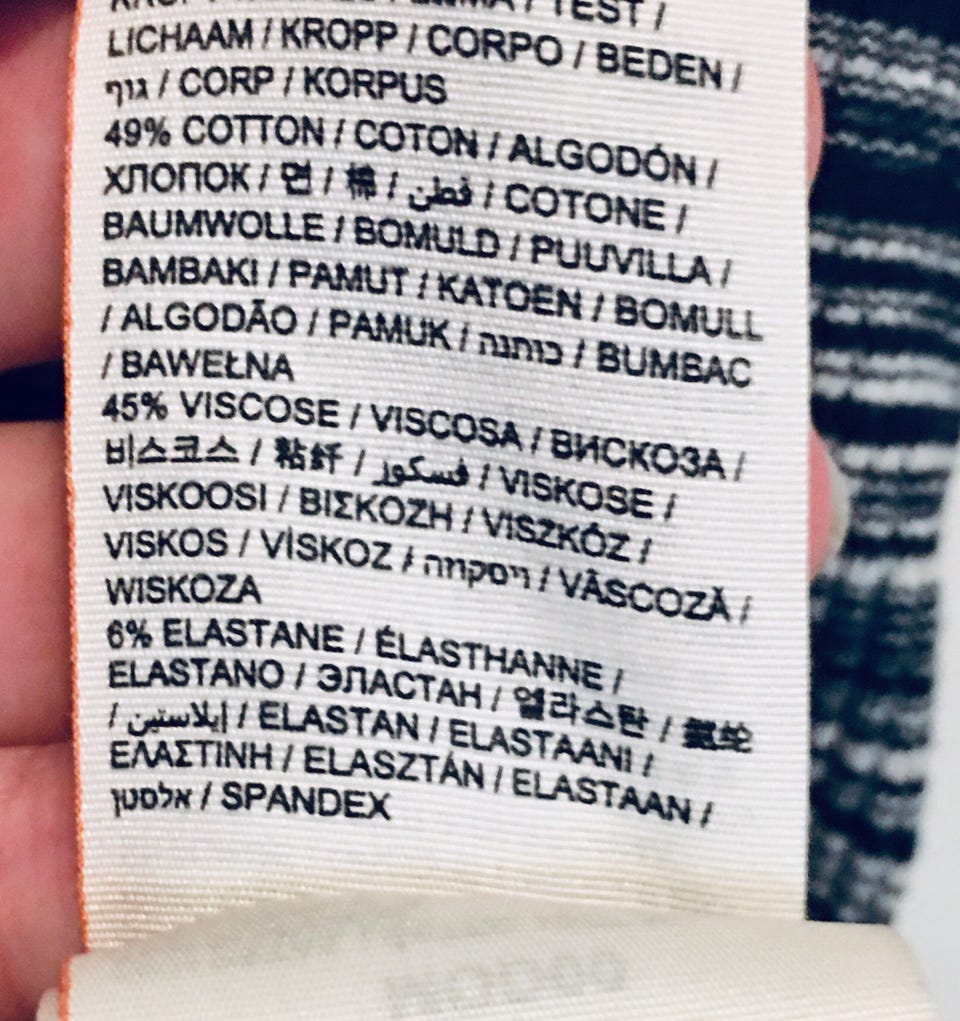 TEST /
LICHAAM / KROPP / CORPO / BEDEN /
גוף / CORP / KORPUS
49% COTTON / COTON / ALGODÓN /
ХЛОПОК / 면 / 棉 / قطن / COTONE /
BAUMWOLLE / BOMULD / PUUVILLA /
BAMBAKI / PAMUT / KATOEN / BOMULL
/ ALGODÃO / PAMUK / כותנה / BUMBAC
/ BAWEŁNA
45% VISCOSE / VISCOSA / ВИСКОЗА /
비스코스 / 粘纤 / فسكوز / VISKOSE /
VISKOOSI / ΒΙΣΚΟΖΗ / VISZKÓZ /
VISKOS / VİSKOZ / ויסקוזה / VÂSCOZĂ /
WISKOZA
6% ELASTANE / ÉLASTHANNE /
ELASTANO / ЭЛАСТАН / 엘라스탄 / 氨纶
/ إيلاستين / ELASTAN / ELASTAANI /
ΕΛΑΣΤΙΝΗ / ELASZTÁN / ELASTAAN /
אלסטן / SPANDEX